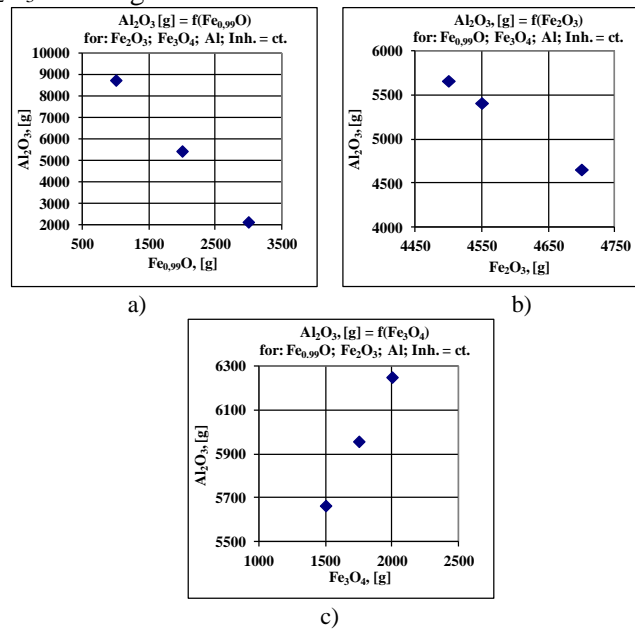 Al₂O₃ [g] = f(Fe₀,₉₉O)
for: Fe₂O₃; Fe₃O₄; Al; Inh. = ct.
10000
9000
8000
7000
6000
5000
4000
3000
2000
500 1500 2500 3500
Al₂O₃, [g]
Fe₀,₉₉O, [g]
a)
Al₂O₃, [g] = f(Fe₂O₃)
for: Fe₀,₉₉O; Fe₃O₄; Al; Inh. = ct.
6000
5500
5000
4500
4000
4450 4550 4650 4750
Al₂O₃, [g]
Fe₂O₃, [g]
b)
Al₂O₃, [g] = f(Fe₃O₄)
for: Fe₀.₉₉O; Fe₂O₃; Al; Inh. = ct.
6300
6100
5900
5700
5500
1000 1500 2000 2500
Al₂O₃, [g]
Fe₃O₄, [g]
c)